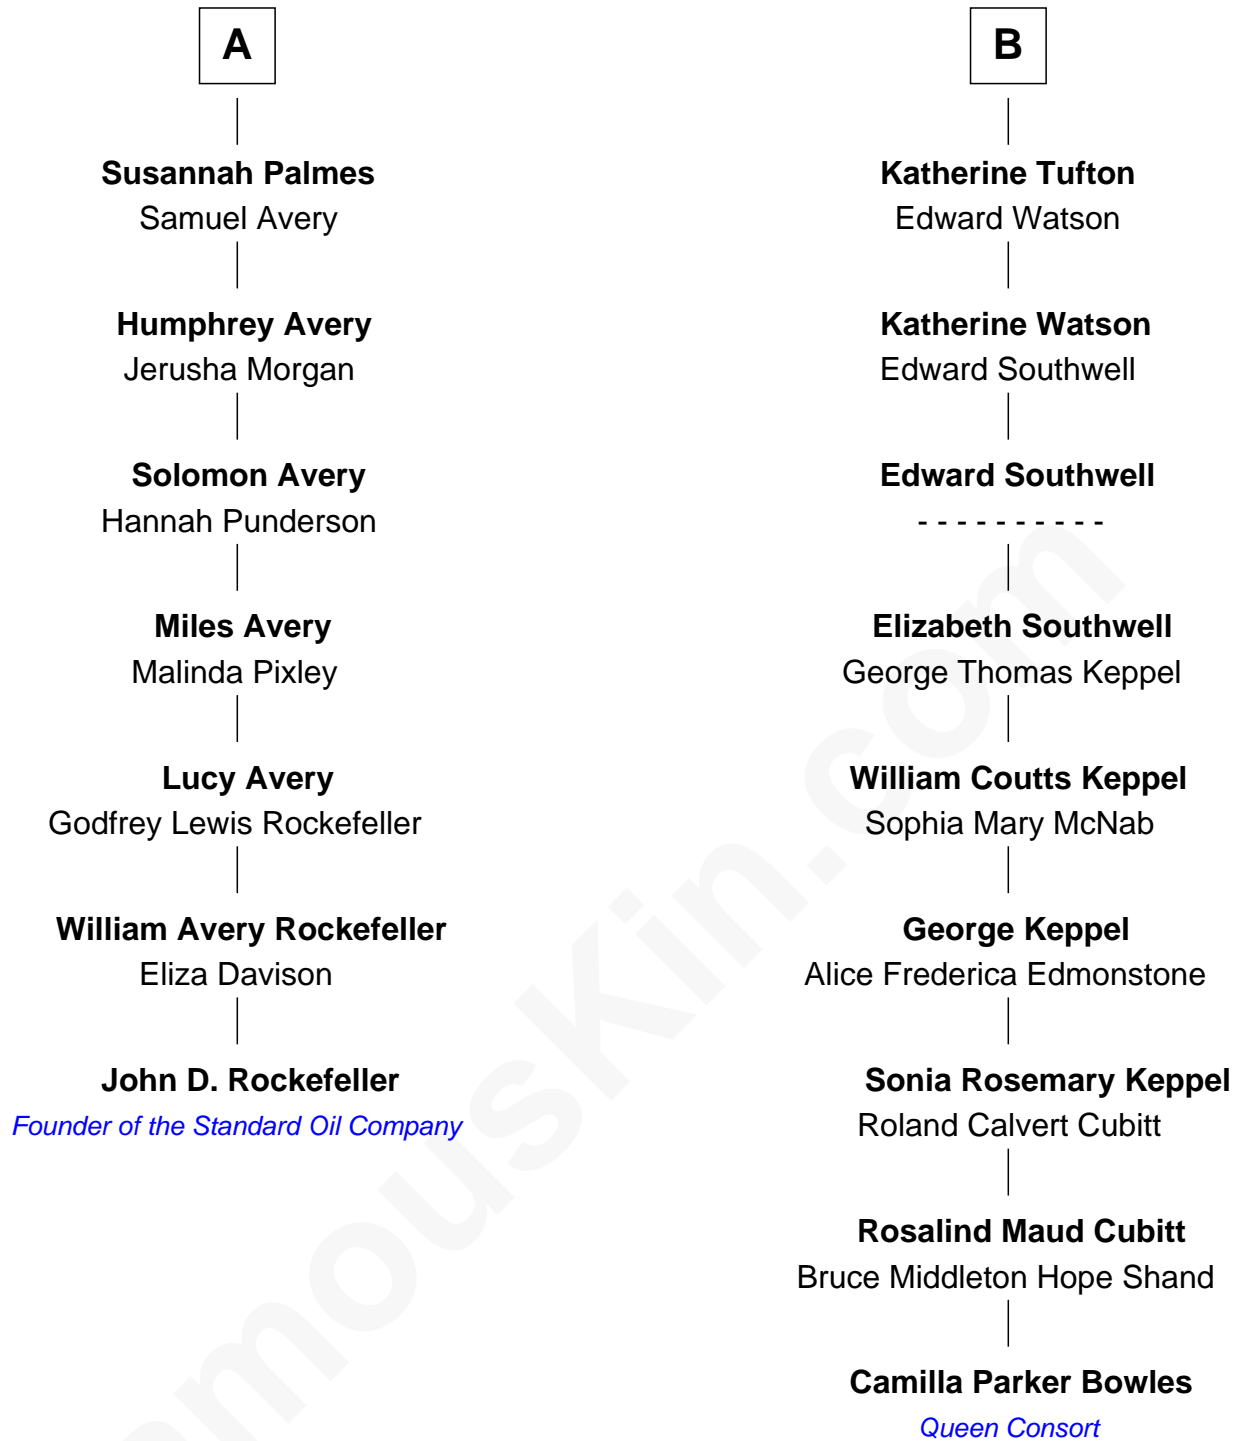 A
Susannah Palmes
Samuel Avery
Humphrey Avery
Jerusha Morgan
Solomon Avery
Hannah Punderson
Miles Avery
Malinda Pixley
Lucy Avery
Godfrey Lewis Rockefeller
William Avery Rockefeller
Eliza Davison
John D. Rockefeller
Founder of the Standard Oil Company
B
Katherine Tufton
Edward Watson
Katherine Watson
Edward Southwell
Edward Southwell
- - - - - - - - - -
Elizabeth Southwell
George Thomas Keppel
William Coutts Keppel
Sophia Mary McNab
George Keppel
Alice Frederica Edmonstone
Sonia Rosemary Keppel
Roland Calvert Cubitt
Rosalind Maud Cubitt
Bruce Middleton Hope Shand
Camilla Parker Bowles
Queen Consort
amouskin.com